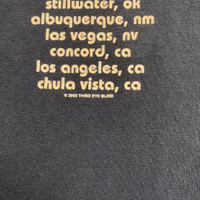 stillwater, ok
albuquerque, nm
las vegas, nv
concord, ca
los angeles, ca
chula vista, ca
© 2000 THIRD EYE BLIND